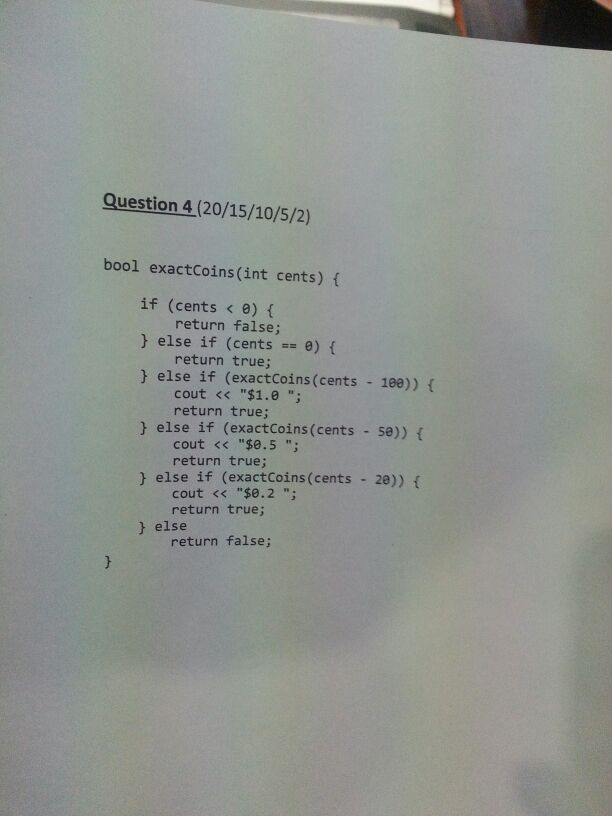 Question 4 (20/15/10/5/2)
bool exactCoins(int cents) {
if (cents < 0) {
return false;
} else if (cents == 0) {
return true;
} else if (exactCoins(cents - 100)) {
cout << "$1.0 ";
return true;
} else if (exactCoins(cents - 50)) {
cout << "$0.5 ";
return true;
} else if (exactCoins(cents - 20)) {
cout << "$0.2 ";
return true;
} else
return false;
}